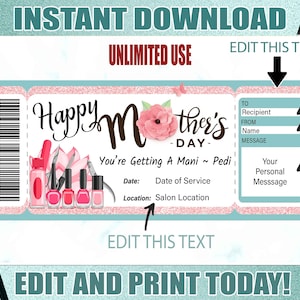 INSTANT DOWNLOAD
UNLIMITED USE
EDIT THIS T
Happy Mother's
DAY
You're Getting A Mani ~ Pedi
Date: Date of Service
Location: Salon Location
TO
Recipient
FROM
Name
MESSAGE
Your
Personal
Messsage
EDIT THIS TEXT
EDIT AND PRINT TODAY!